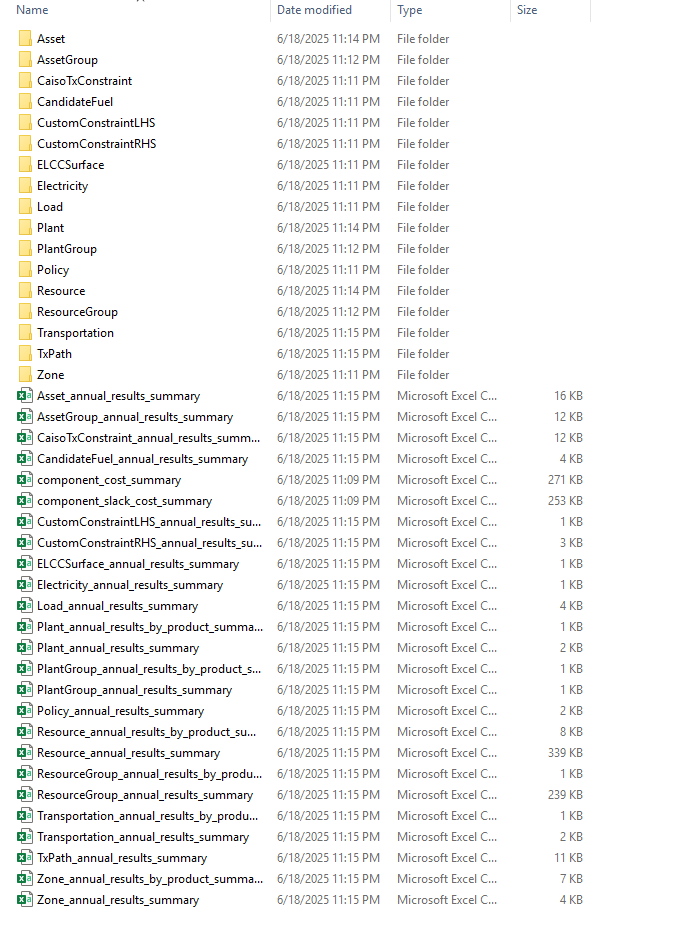 Name Date modified Type Size
Asset 6/18/2025 11:14 PM File folder
AssetGroup 6/18/2025 11:12 PM File folder
CaisoTxConstraint 6/18/2025 11:11 PM File folder
CandidateFuel 6/18/2025 11:11 PM File folder
CustomConstraintLHS 6/18/2025 11:11 PM File folder
CustomConstraintRHS 6/18/2025 11:11 PM File folder
ELCCSurface 6/18/2025 11:11 PM File folder
Electricity 6/18/2025 11:11 PM File folder
Load 6/18/2025 11:11 PM File folder
Plant 6/18/2025 11:14 PM File folder
PlantGroup 6/18/2025 11:12 PM File folder
Policy 6/18/2025 11:11 PM File folder
Resource 6/18/2025 11:14 PM File folder
ResourceGroup 6/18/2025 11:12 PM File folder
Transportation 6/18/2025 11:15 PM File folder
TxPath 6/18/2025 11:15 PM File folder
Zone 6/18/2025 11:11 PM File folder
Asset_annual_results_summary 6/18/2025 11:15 PM Microsoft Excel C... 16 KB
AssetGroup_annual_results_summary 6/18/2025 11:15 PM Microsoft Excel C... 12 KB
CaisoTxConstraint_annual_results_summ... 6/18/2025 11:15 PM Microsoft Excel C... 12 KB
CandidateFuel_annual_results_summary 6/18/2025 11:15 PM Microsoft Excel C... 4 KB
component_cost_summary 6/18/2025 11:09 PM Microsoft Excel C... 271 KB
component_slack_cost_summary 6/18/2025 11:09 PM Microsoft Excel C... 253 KB
CustomConstraintLHS_annual_results_su... 6/18/2025 11:15 PM Microsoft Excel C... 1 KB
CustomConstraintRHS_annual_results_su... 6/18/2025 11:15 PM Microsoft Excel C... 3 KB
ELCCSurface_annual_results_summary 6/18/2025 11:15 PM Microsoft Excel C... 1 KB
Electricity_annual_results_summary 6/18/2025 11:15 PM Microsoft Excel C... 1 KB
Load_annual_results_summary 6/18/2025 11:15 PM Microsoft Excel C... 4 KB
Plant_annual_results_by_product_summa... 6/18/2025 11:15 PM Microsoft Excel C... 1 KB
Plant_annual_results_summary 6/18/2025 11:15 PM Microsoft Excel C... 2 KB
PlantGroup_annual_results_by_product_s... 6/18/2025 11:15 PM Microsoft Excel C... 1 KB
PlantGroup_annual_results_summary 6/18/2025 11:15 PM Microsoft Excel C... 1 KB
Policy_annual_results_summary 6/18/2025 11:15 PM Microsoft Excel C... 2 KB
Resource_annual_results_by_product_su... 6/18/2025 11:15 PM Microsoft Excel C... 8 KB
Resource_annual_results_summary 6/18/2025 11:15 PM Microsoft Excel C... 339 KB
ResourceGroup_annual_results_by_produ... 6/18/2025 11:15 PM Microsoft Excel C... 1 KB
ResourceGroup_annual_results_summary 6/18/2025 11:15 PM Microsoft Excel C... 239 KB
Transportation_annual_results_by_produ... 6/18/2025 11:15 PM Microsoft Excel C... 1 KB
Transportation_annual_results_summary 6/18/2025 11:15 PM Microsoft Excel C... 2 KB
TxPath_annual_results_summary 6/18/2025 11:15 PM Microsoft Excel C... 11 KB
Zone_annual_results_by_product_summa... 6/18/2025 11:15 PM Microsoft Excel C... 7 KB
Zone_annual_results_summary 6/18/2025 11:15 PM Microsoft Excel C... 4 KB